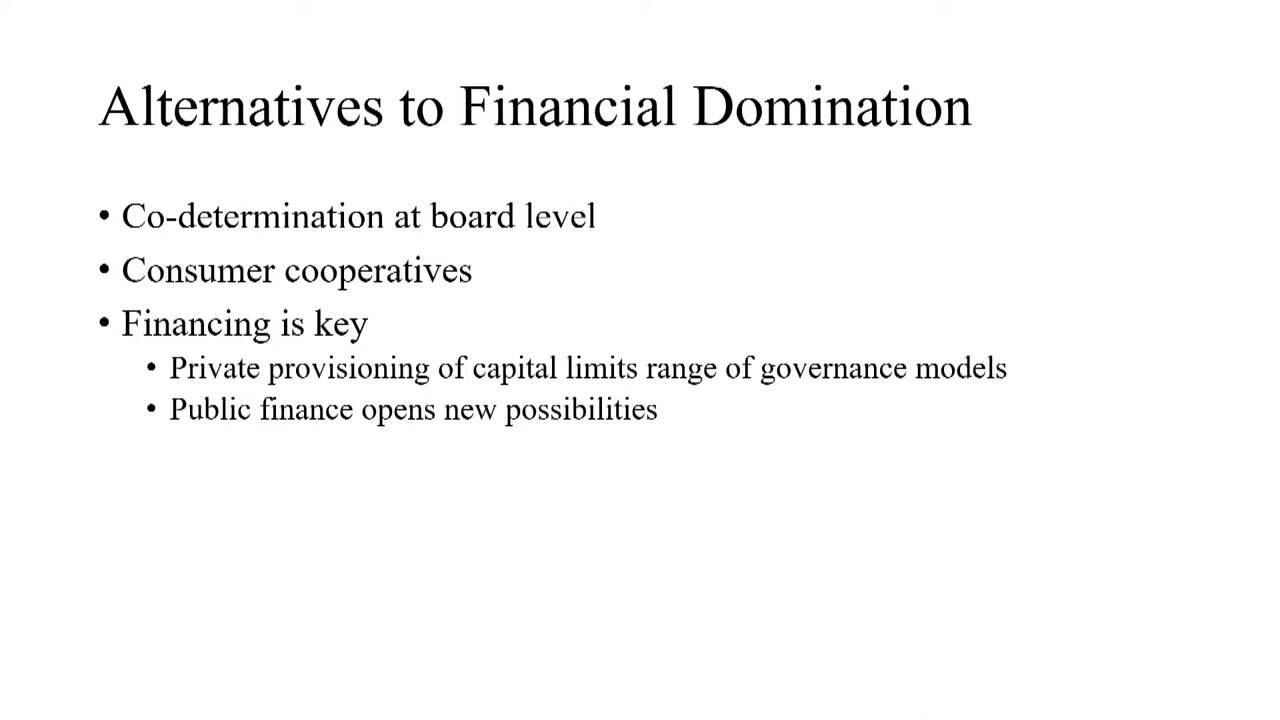 Alternatives to Financial Domination
• Co-determination at board level
• Consumer cooperatives
• Financing is key
• Private provisioning of capital limits range of governance models
• Public finance opens new possibilities